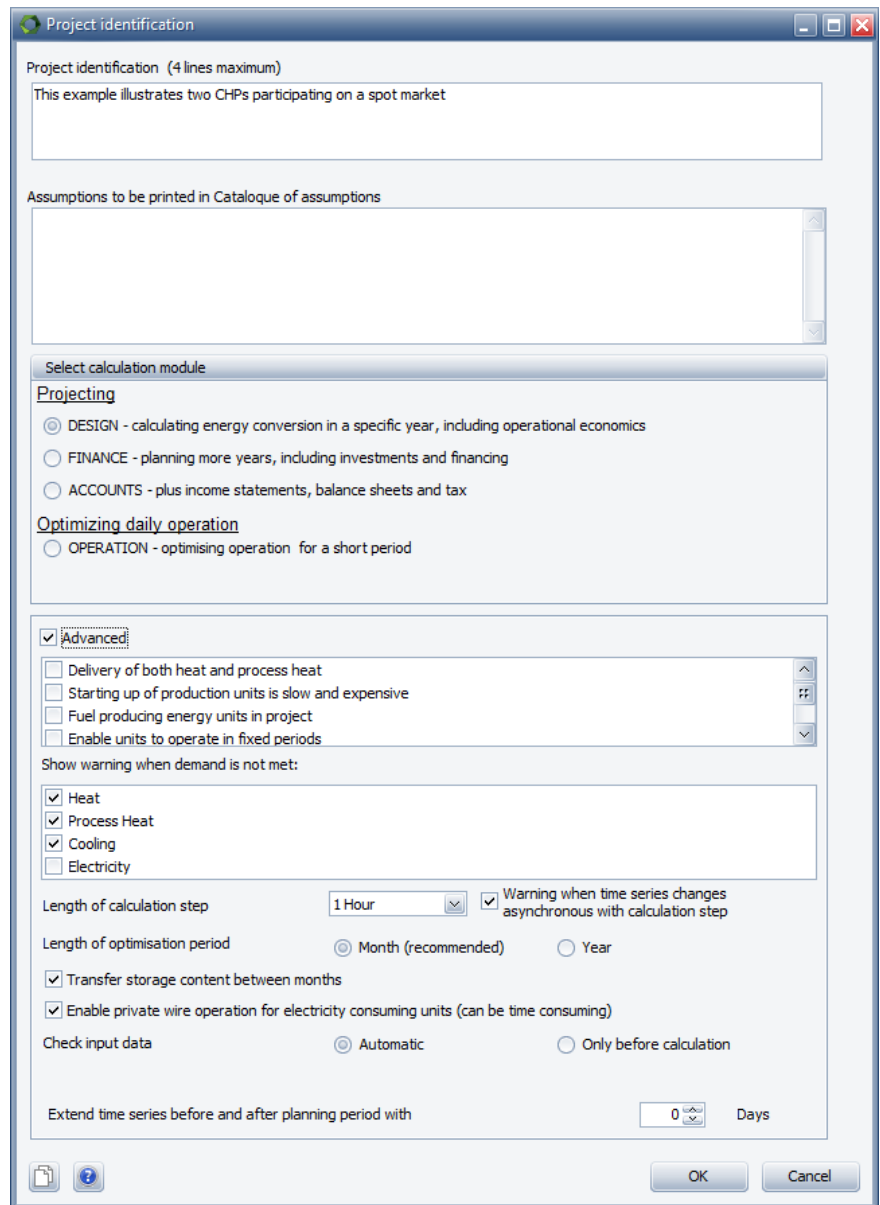 Project identification
Project identification (4 lines maximum)
This example illustrates two CHPs participating on a spot market
Assumptions to be printed in Cataloque of assumptions
Select calculation module
Projecting
DESIGN - calculating energy conversion in a specific year, including operational economics
FINANCE - planning more years, including investments and financing
ACCOUNTS - plus income statements, balance sheets and tax
Optimizing daily operation
OPERATION - optimising operation for a short period
Advanced
Delivery of both heat and process heat
Starting up of production units is slow and expensive
Fuel producing energy units in project
Enable units to operate in fixed periods
Show warning when demand is not met:
Heat
Process Heat
Cooling
Electricity
Length of calculation step 1 Hour Warning when time series changes
asynchronous with calculation step
Length of optimisation period Month (recommended) Year
Transfer storage content between months
Enable private wire operation for electricity consuming units (can be time consuming)
Check input data Automatic Only before calculation
Extend time series before and after planning period with 0 Days
OK Cancel